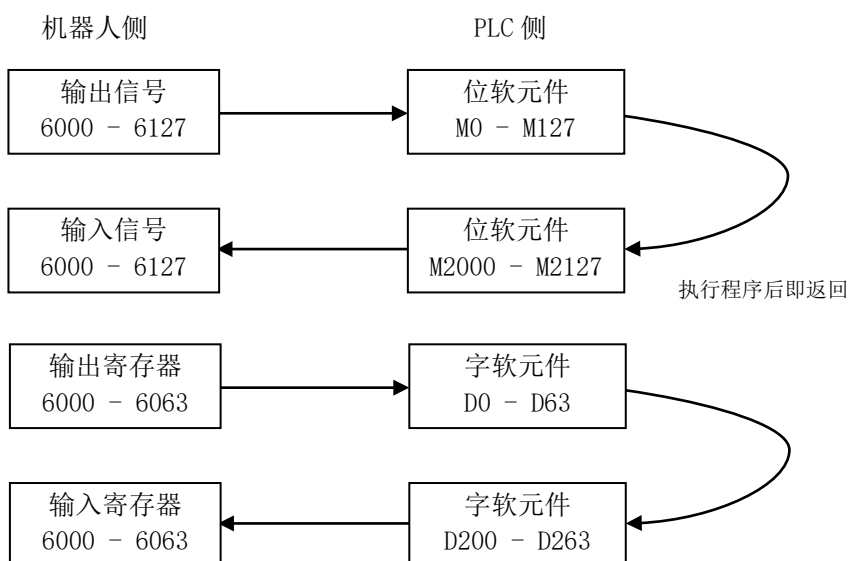 机器人侧 PLC 侧
输出信号
6000 - 6127
位软元件
M0 - M127
输入信号
6000 - 6127
位软元件
M2000 - M2127
执行程序后即返回
输出寄存器
6000 - 6063
字软元件
D0 - D63
输入寄存器
6000 - 6063
字软元件
D200 - D263